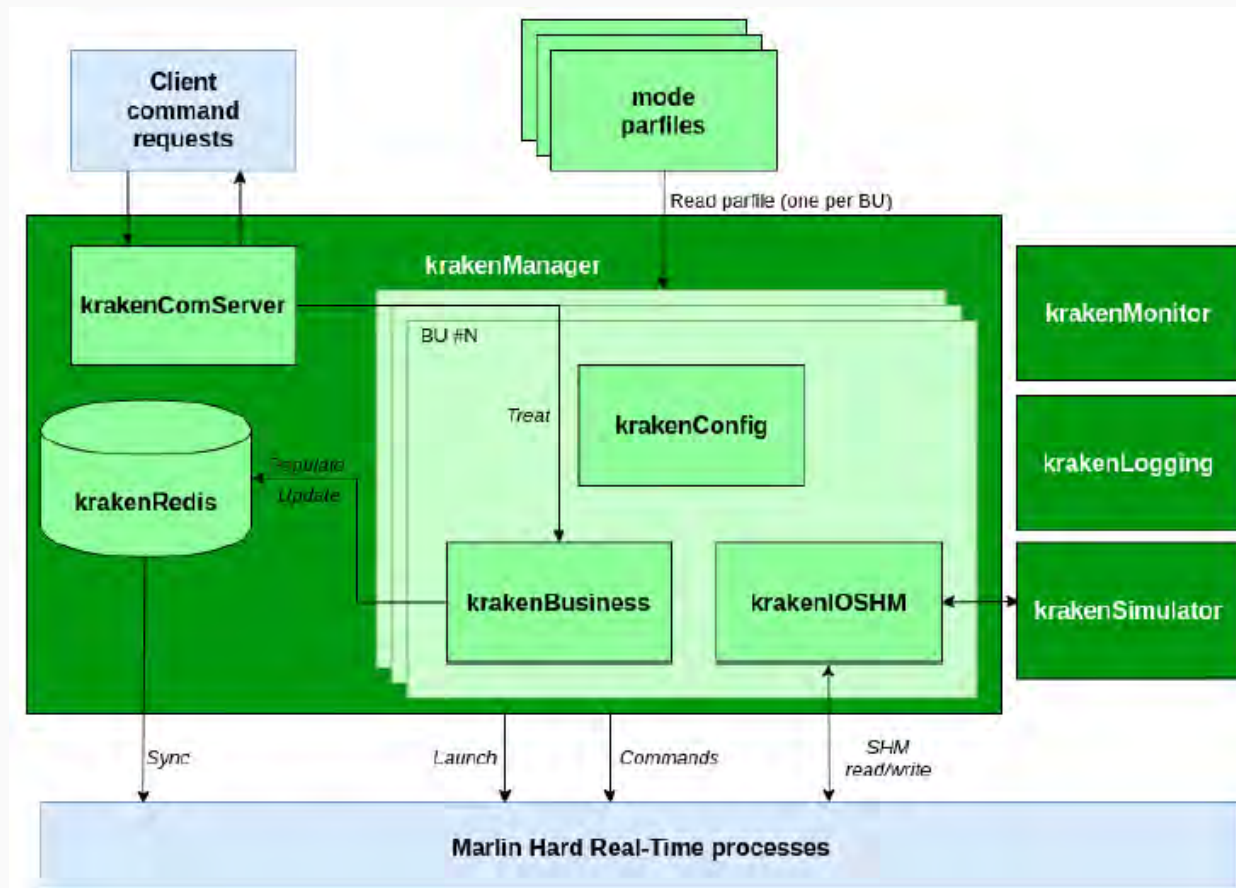 Client
command
requests
mode
parfiles
Read parfile (one per BU)
krakenManager
krakenComServer
krakenMonitor
BU #N
Treat
krakenConfig
krakenLogging
Populate
Update
krakenRedis
krakenBusiness
krakenIOSHM
krakenSimulator
Sync
Launch
Commands
SHM
read/write
Marlin Hard Real-Time processes